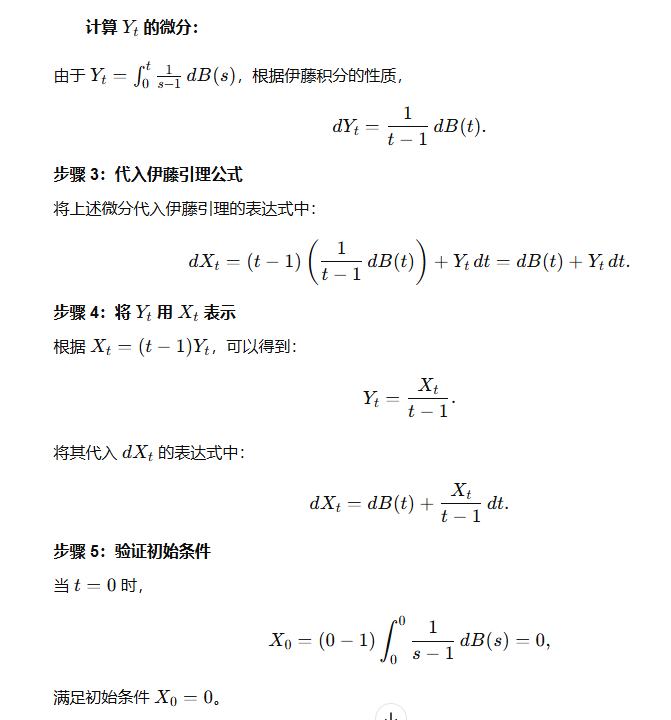 计算 $Y_t$ 的微分：
由于 $Y_t = \int_0^t \frac{1}{s-1} \, dB(s)$，根据伊藤积分的性质，
$dY_t = \frac{1}{t-1} \, dB(t).$
步骤 3：代入伊藤引理公式
将上述微分代入伊藤引理的表达式中：
$dX_t = (t-1) \left( \frac{1}{t-1} \, dB(t) \right) + Y_t \, dt = dB(t) + Y_t \, dt.$
步骤 4：将 $Y_t$ 用 $X_t$ 表示
根据 $X_t = (t-1)Y_t$，可以得到：
$Y_t = \frac{X_t}{t-1}.$
将其代入 $dX_t$ 的表达式中：
$dX_t = dB(t) + \frac{X_t}{t-1} \, dt.$
步骤 5：验证初始条件
当 $t = 0$ 时，
$X_0 = (0-1) \int_0^0 \frac{1}{s-1} \, dB(s) = 0,$
满足初始条件 $X_0 = 0$。